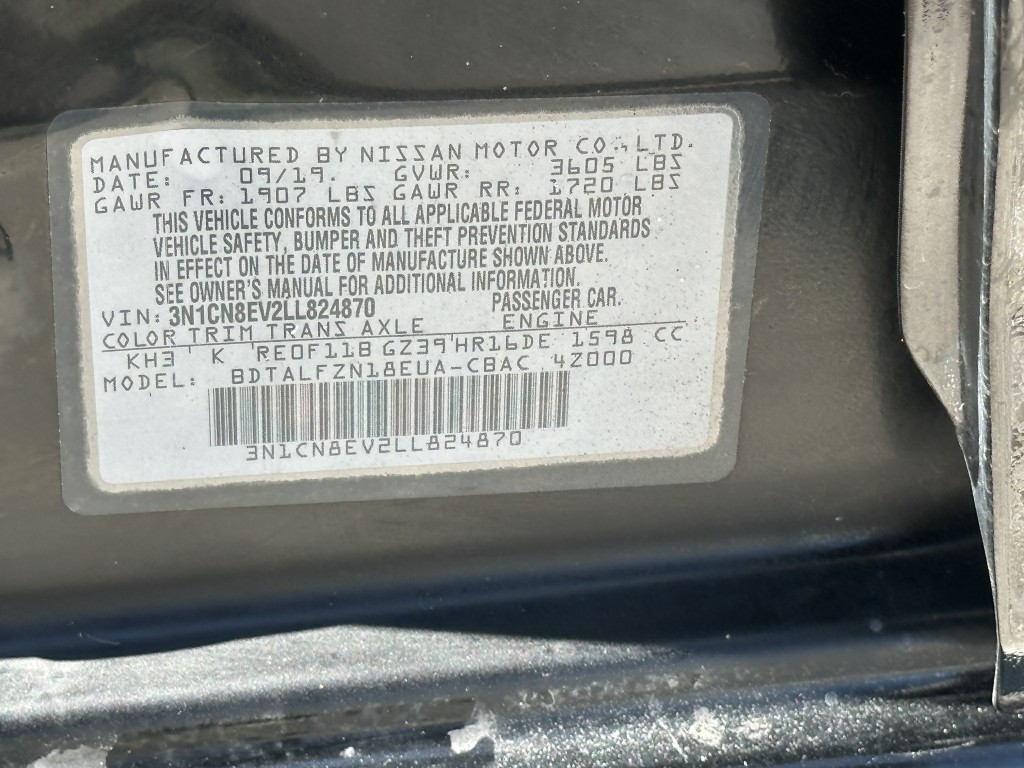 MANUFACTURED BY NISSAN MOTOR CO., LTD.
DATE: 09/19. GVWR: 3605 LBS
GAWR FR: 1907 LBS GAWR RR: 1720 LBS
THIS VEHICLE CONFORMS TO ALL APPLICABLE FEDERAL MOTOR
VEHICLE SAFETY, BUMPER AND THEFT PREVENTION STANDARDS
IN EFFECT ON THE DATE OF MANUFACTURE SHOWN ABOVE.
SEE OWNER'S MANUAL FOR ADDITIONAL INFORMATION.
VIN: 3N1CN8EV2LL824870 PASSENGER CAR.
COLOR TRIM TRANS AXLE ENGINE
KH3 K RE0F11B GZ39 HR16DE 1598 CC
MODEL: BDTALFZN18EUA-CBAC 4Z000
3N1CN8EV2LL824870